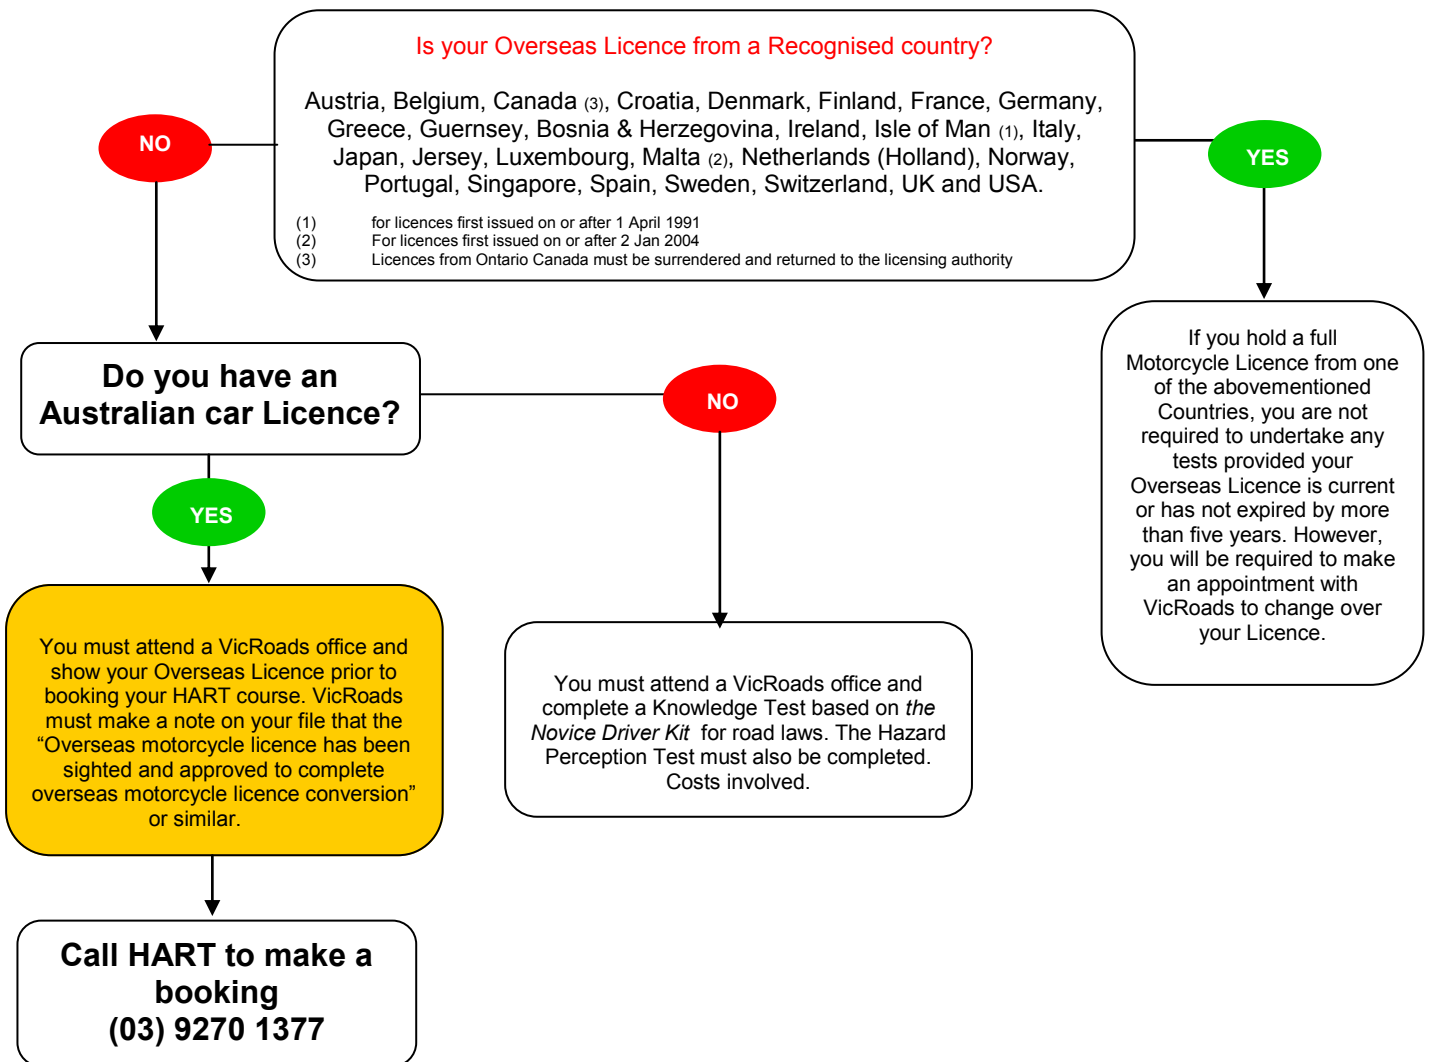 Is your Overseas Licence from a Recognised country?
Austria, Belgium, Canada (3), Croatia, Denmark, Finland, France, Germany,
Greece, Guernsey, Bosnia & Herzegovina, Ireland, Isle of Man (1), Italy,
Japan, Jersey, Luxembourg, Malta (2), Netherlands (Holland), Norway,
Portugal, Singapore, Spain, Sweden, Switzerland, UK and USA.
(1) for licences first issued on or after 1 April 1991
(2) For licences first issued on or after 2 Jan 2004
(3) Licences from Ontario Canada must be surrendered and returned to the licensing authority
NO
YES
If you hold a full
Motorcycle Licence from one
of the abovementioned
Countries, you are not
required to undertake any
tests provided your
Overseas Licence is current
or has not expired by more
than five years. However,
you will be required to make
an appointment with
VicRoads to change over
your Licence.
Do you have an
Australian car Licence?
NO
YES
You must attend a VicRoads office and
show your Overseas Licence prior to
booking your HART course. VicRoads
must make a note on your file that the
“Overseas motorcycle licence has been
sighted and approved to complete
overseas motorcycle licence conversion”
or similar.
You must attend a VicRoads office and
complete a Knowledge Test based on the
Novice Driver Kit for road laws. The Hazard
Perception Test must also be completed.
Costs involved.
Call HART to make a
booking
(03) 9270 1377